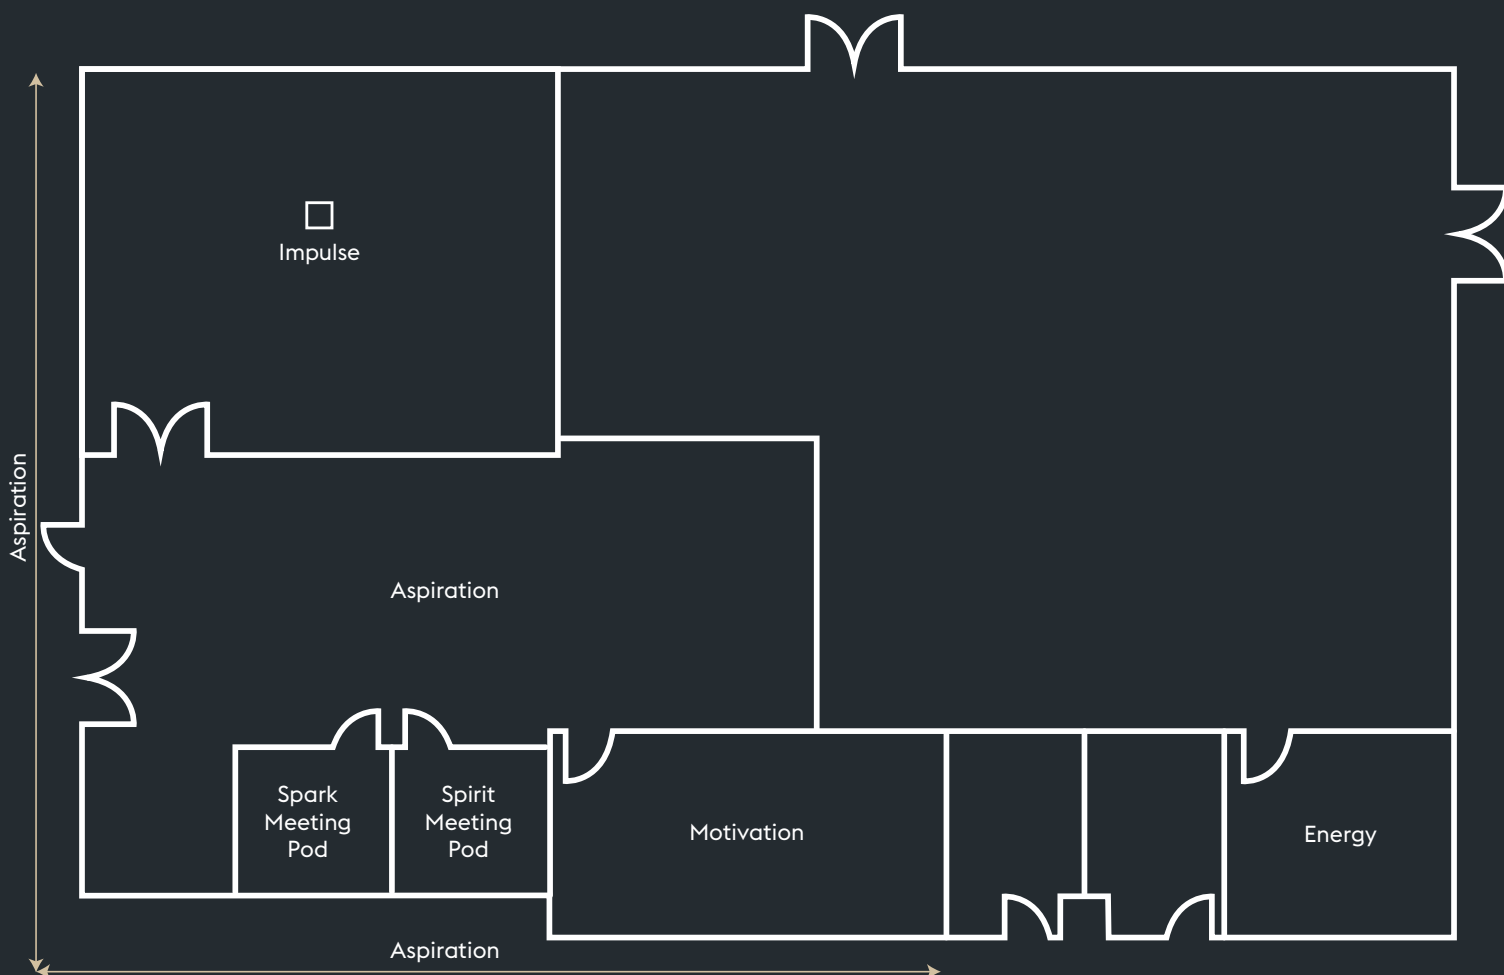 Impulse
Aspiration
Aspiration
Spark
Meeting
Pod
Spirit
Meeting
Pod
Motivation
Energy
Aspiration